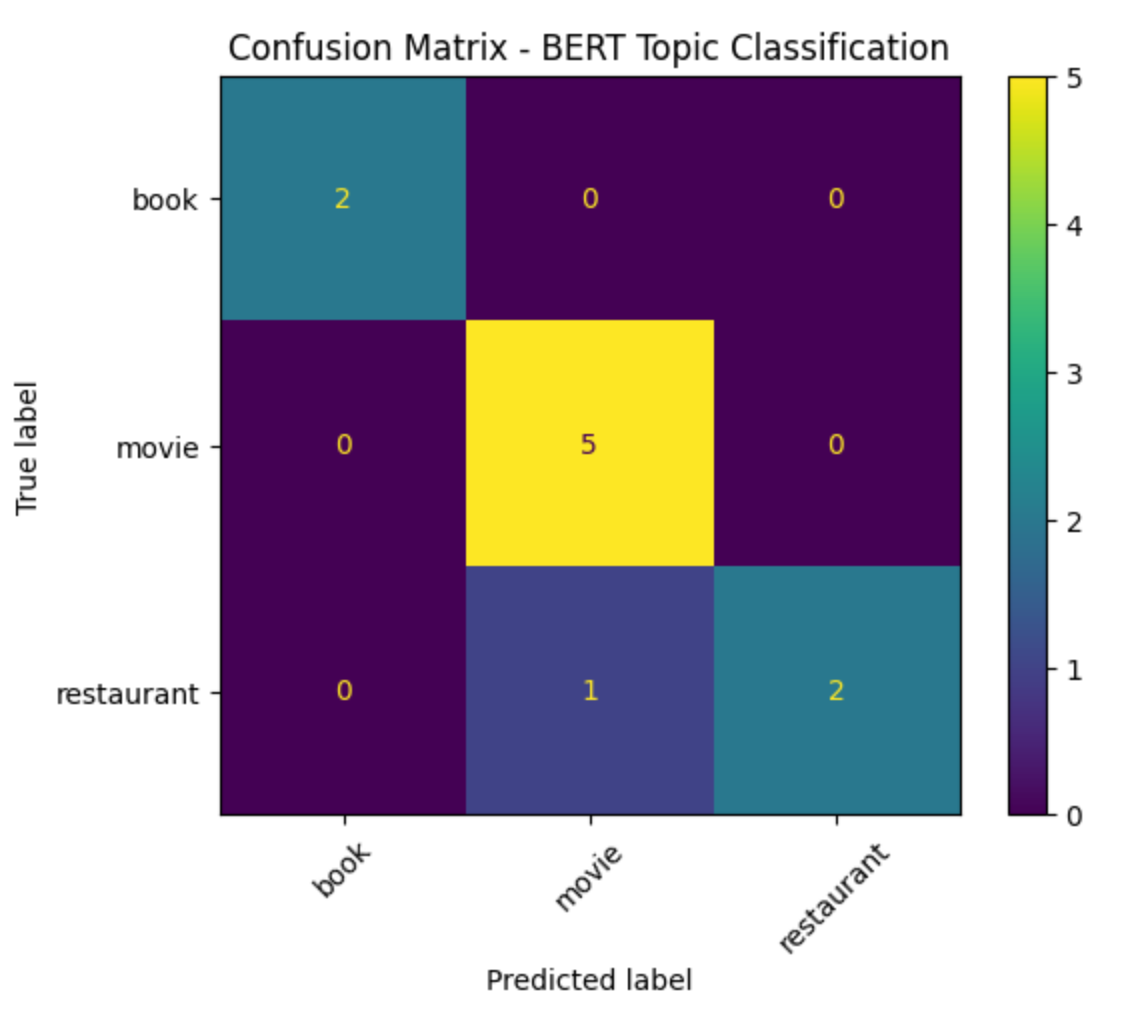 Confusion Matrix - BERT Topic Classification
5
4
3
2
1
0
True label
book
2
0
0
movie
0
5
0
restaurant
0
1
2
book
movie
restaurant
Predicted label